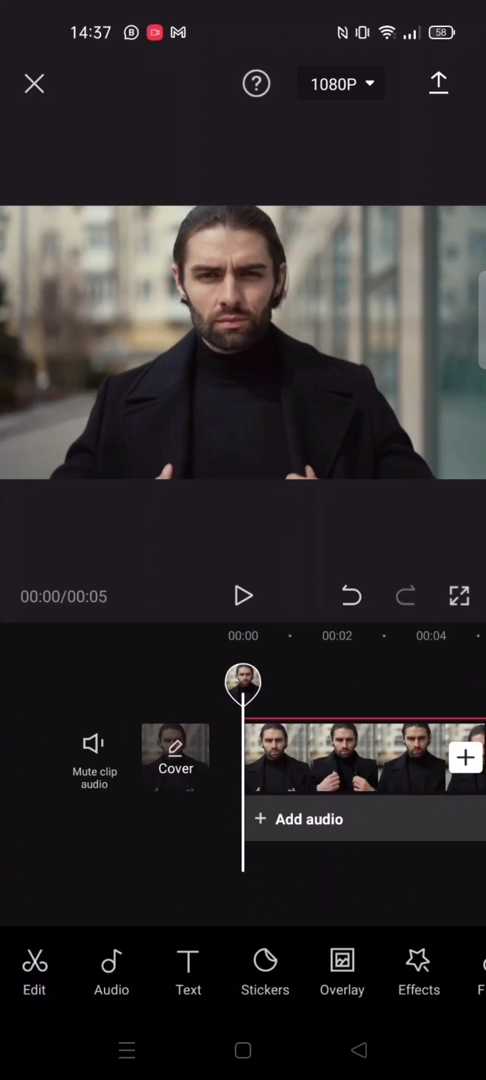 14:37
58
1080P
00:00/00:05
00:00
00:02
00:04
Mute clip
audio
Cover
+ Add audio
Edit
Audio
Text
Stickers
Overlay
Effects
F